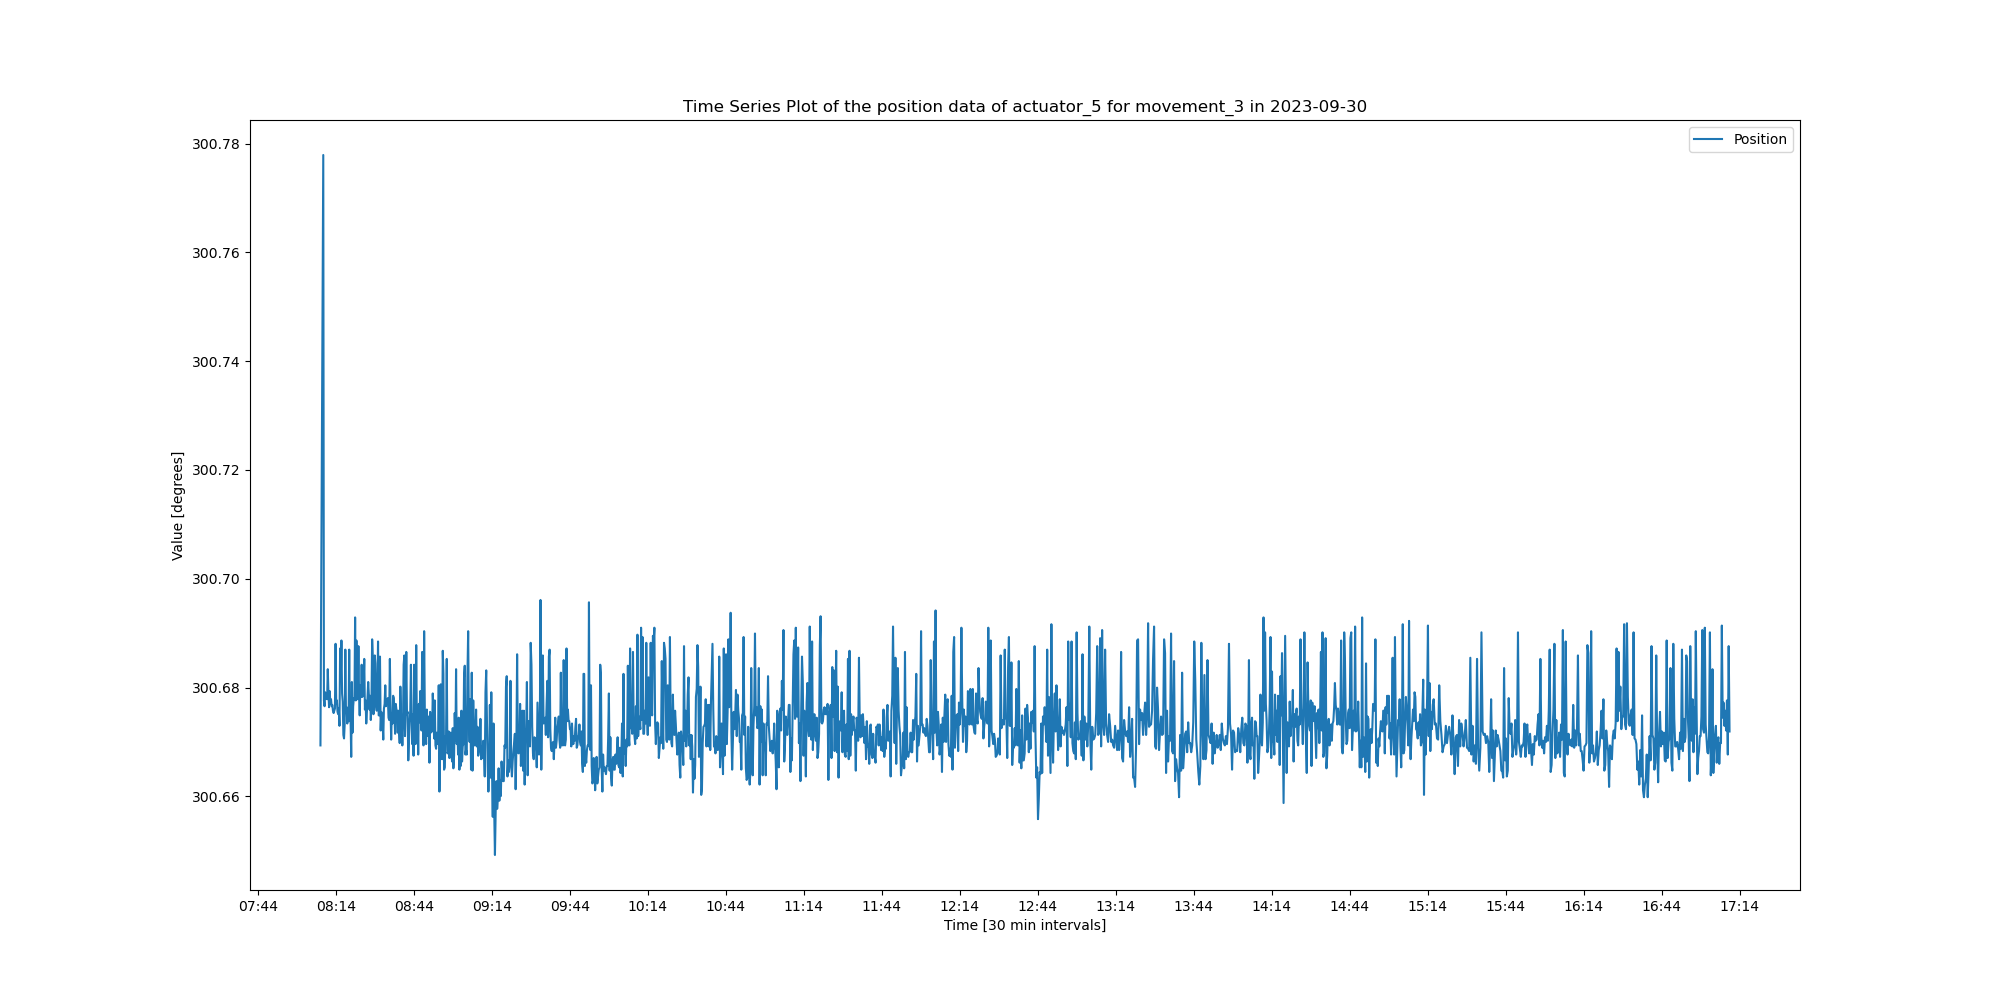 Time Series Plot of the position data of actuator_5 for movement_3 in 2023-09-30
Position
300.78
300.76
300.74
300.72
300.70
300.68
300.66
Value [degrees]
07:44 08:14 08:44 09:14 09:44 10:14 10:44 11:14 11:44 12:14 12:44 13:14 13:44 14:14 14:44 15:14 15:44 16:14 16:44 17:14
Time [30 min intervals]